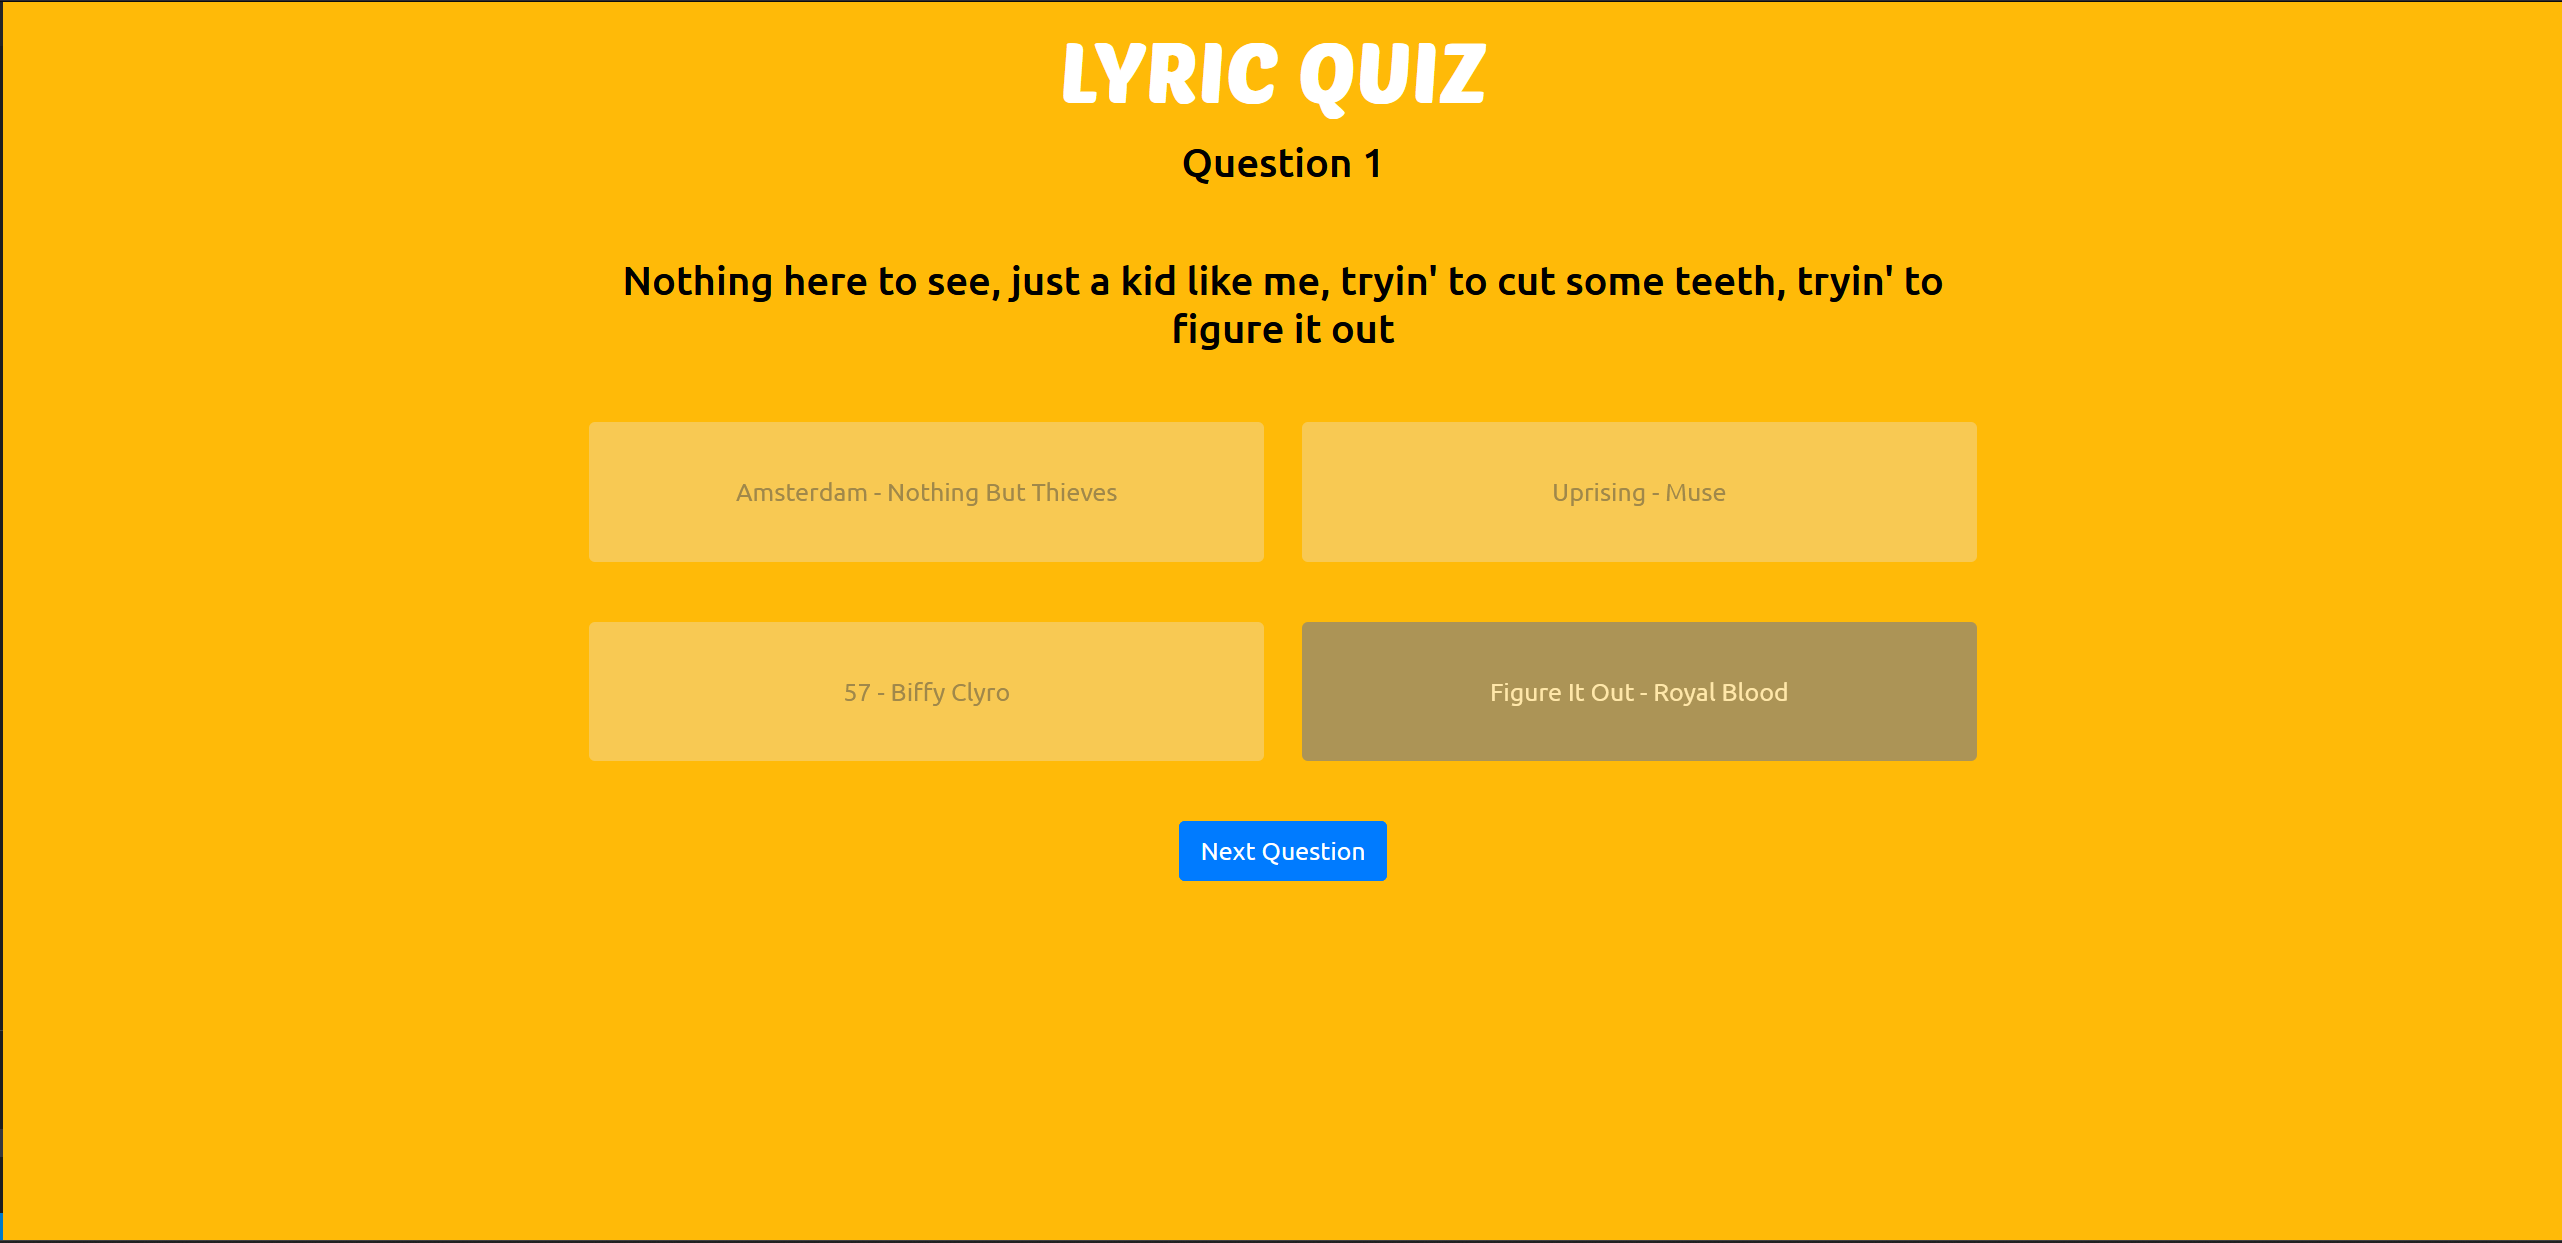 LYRIC QUIZ
Question 1
Nothing here to see, just a kid like me, tryin' to cut some teeth, tryin' to
figure it out
Amsterdam - Nothing But Thieves
Uprising - Muse
57 - Biffy Clyro
Figure It Out - Royal Blood
Next Question